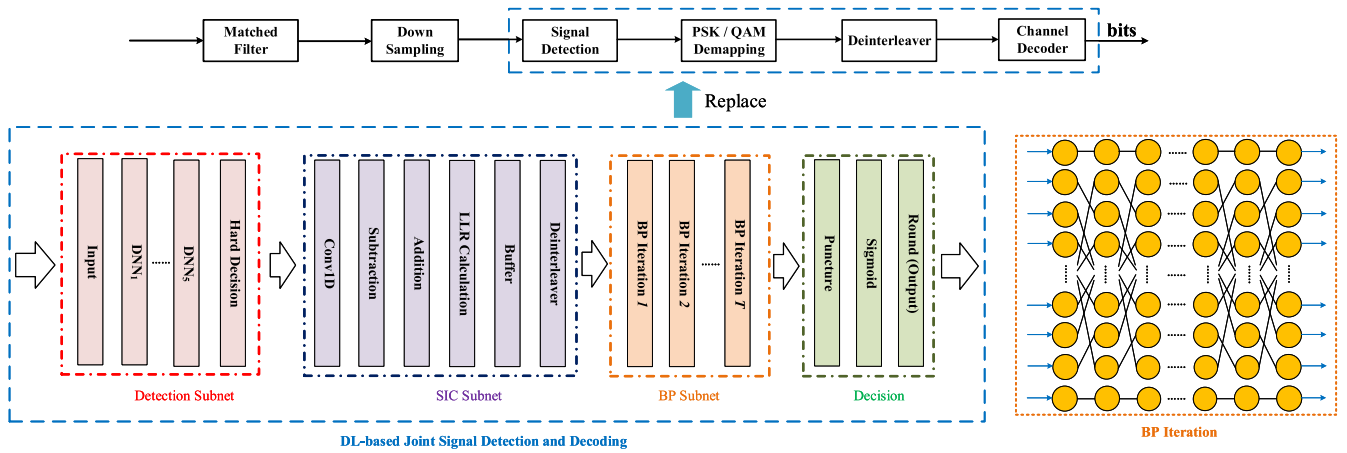 Matched
Filter
Down
Sampling
Signal
Detection
PSK / QAM
Demapping
Deinterleaver
Channel
Decoder
bits
Replace
Input
DNN₁
......
DNN₅
Hard Decision
Detection Subnet
Conv1D
Subtraction
Addition
LLR Calculation
Buffer
Deinterleaver
SIC Subnet
BP Iteration 1
BP Iteration 2
......
BP Iteration T
BP Subnet
Puncture
Sigmoid
Round (Output)
Decision
DL-based Joint Signal Detection and Decoding
BP Iteration